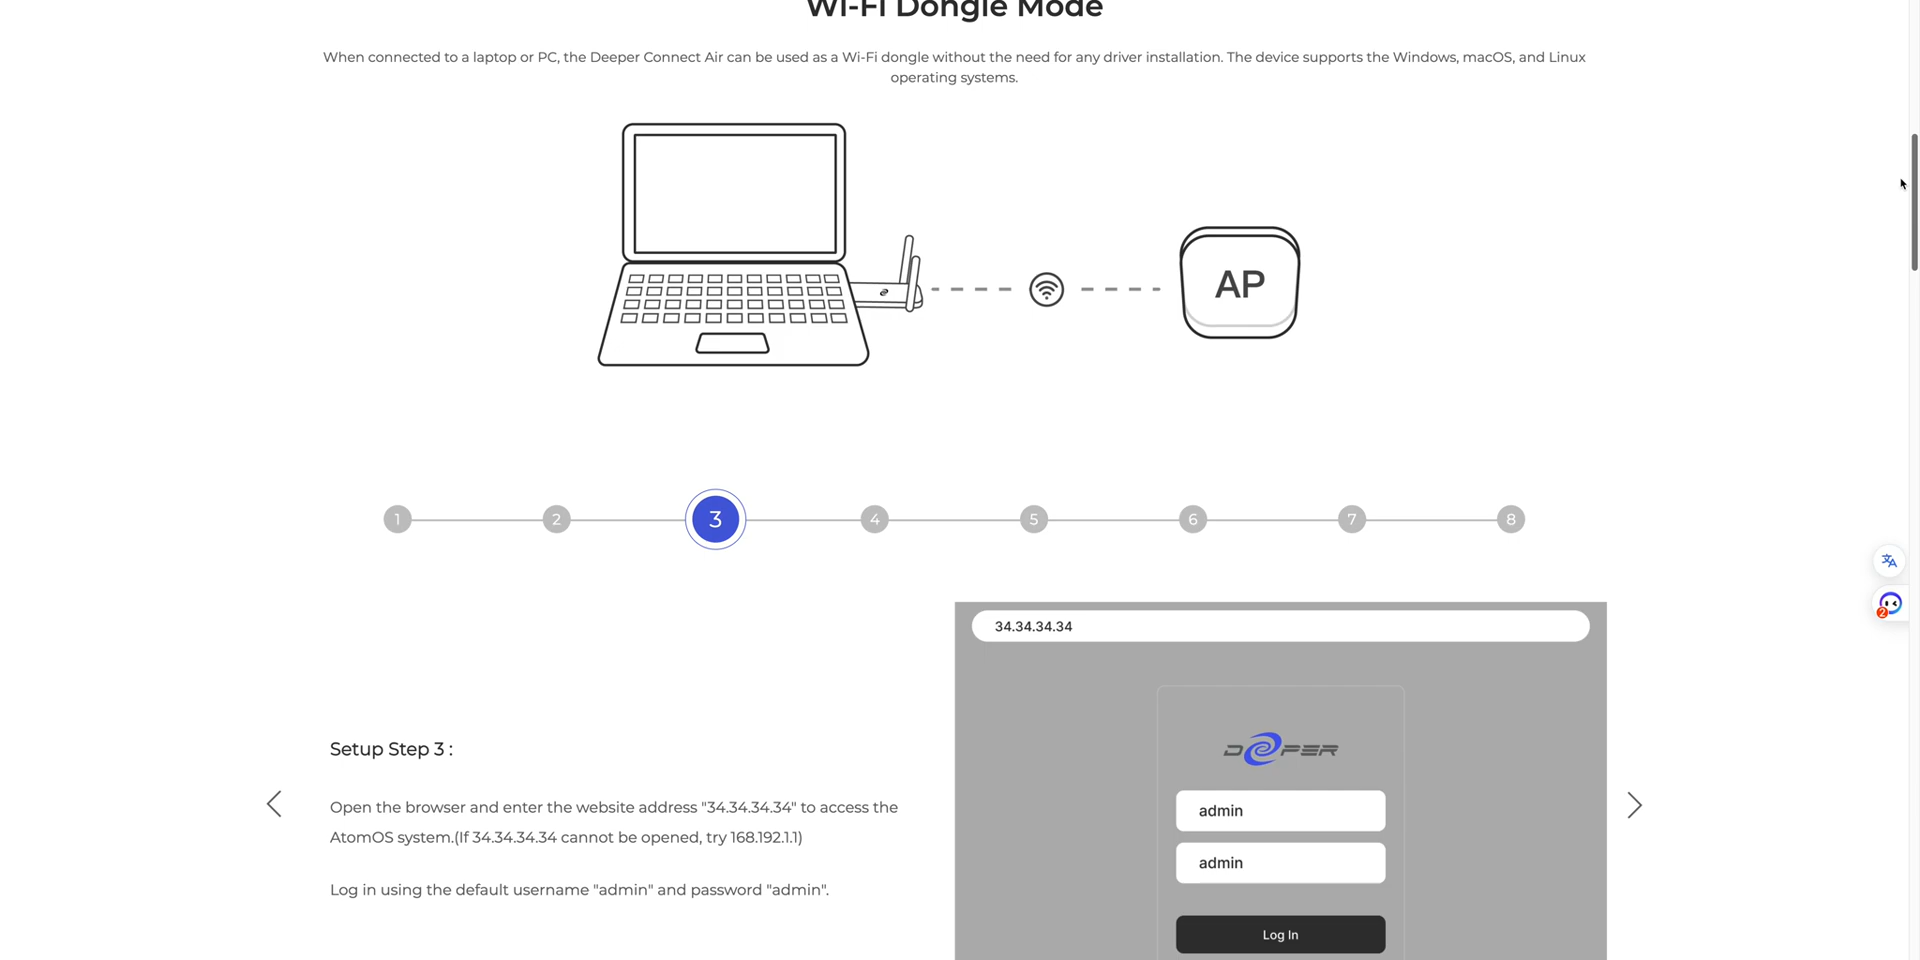 Wi-Fi Dongle Mode
When connected to a laptop or PC, the Deeper Connect Air can be used as a Wi-Fi dongle without the need for any driver installation. The device supports the Windows, macOS, and Linux
operating systems.
AP
1 2 3 4 5 6 7 8
34.34.34.34
DEEPER
Setup Step 3 :
Open the browser and enter the website address "34.34.34.34" to access the
AtomOS system.(If 34.34.34.34 cannot be opened, try 168.192.1.1)
Log in using the default username "admin" and password "admin".
admin
admin
Log In
2